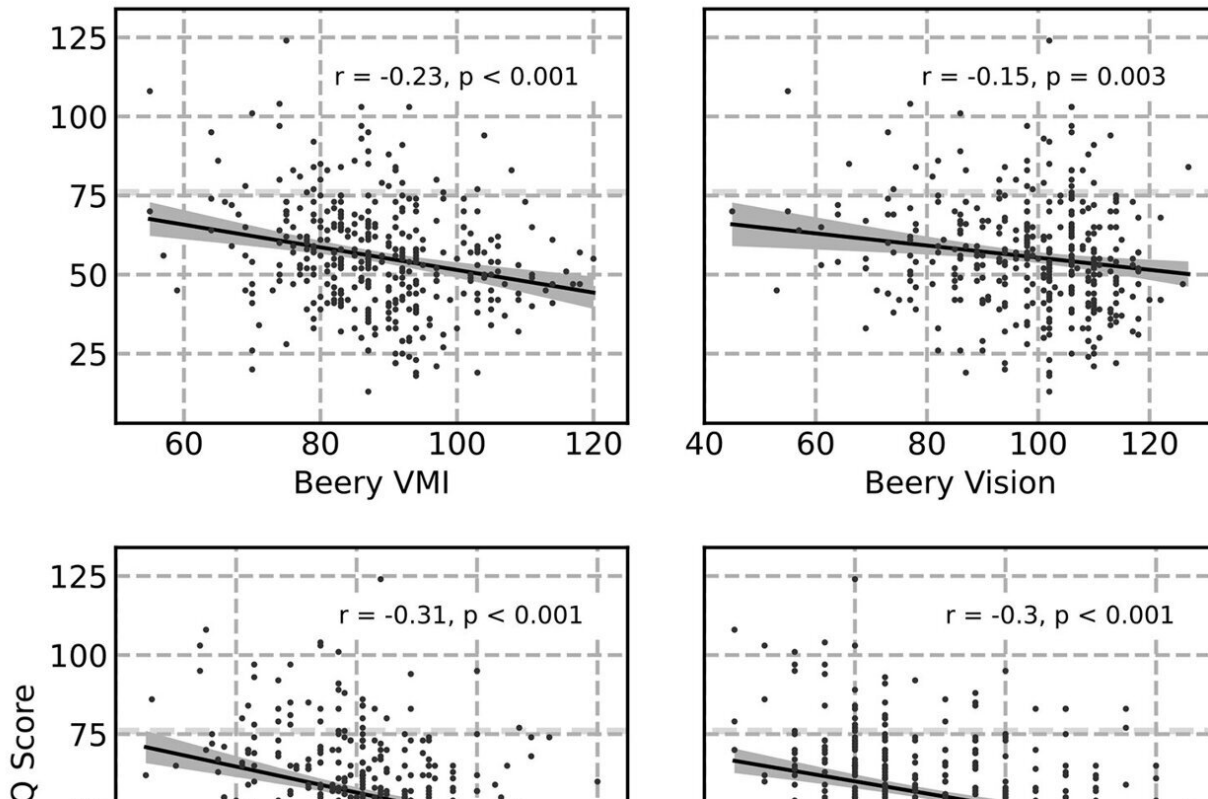 125
r = -0.23, p < 0.001
r = -0.15, p = 0.003
100
75
50
25
60 80 100 120
40 60 80 100 120
Beery VMI
Beery Vision
125
r = -0.31, p < 0.001
r = -0.3, p < 0.001
100
75
Q Score